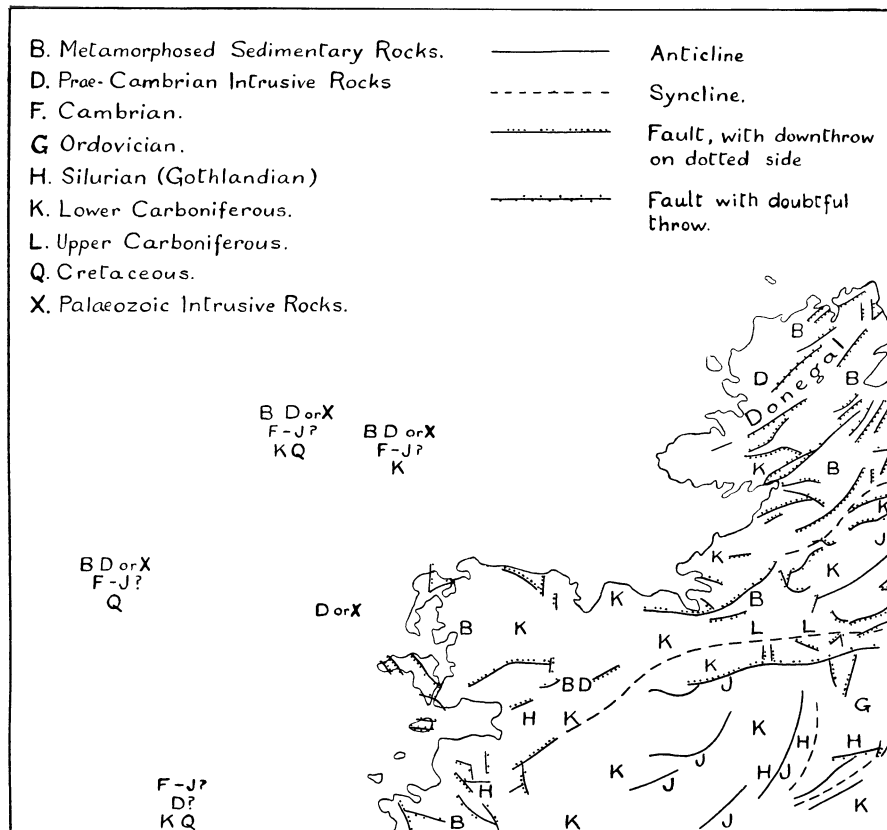 B. Metamorphosed Sedimentary Rocks.
D. Prae-Cambrian Intrusive Rocks
F. Cambrian.
G Ordovician.
H. Silurian (Gothlandian)
K. Lower Carboniferous.
L. Upper Carboniferous.
Q. Cretaceous.
X. Palaeozoic Intrusive Rocks.
Anticline
Syncline.
Fault, with downthrow
on dotted side
Fault with doubtful
throw.
B
D
Donegal
B
B D or X
F-J?
K Q
B D or X
F-J?
K
K
B
K
J
B D or X
F-J?
Q
D or X
K
K
B
K
B
K
K
L
L
K
K
J
B D
H
K
G
K
H
H
J
K
J
H
J
K
J
H
F-J?
D?
K Q
B
K
J
K